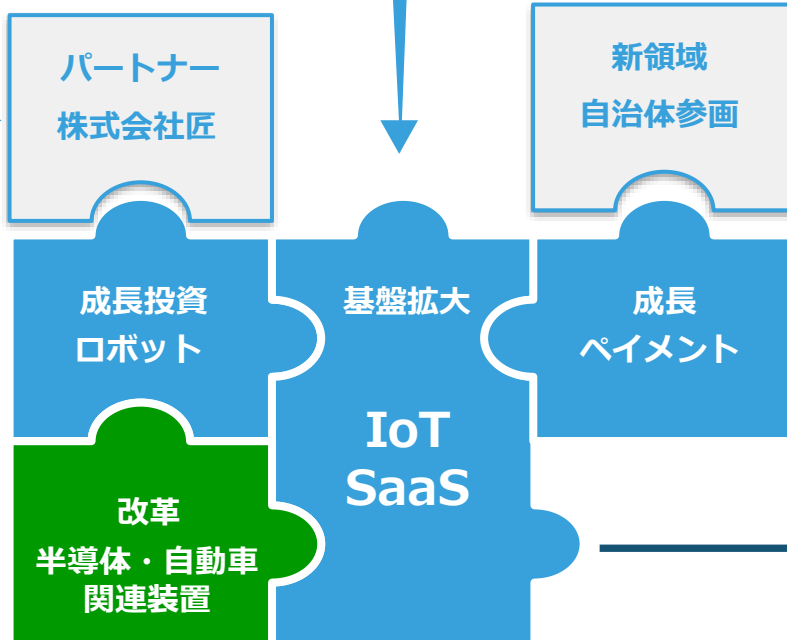 パートナー
株式会社匠
新領域
自治体参画
成長投資
ロボット
基盤拡大
IoT
SaaS
成長
ペイメント
改革
半導体・自動車
関連装置